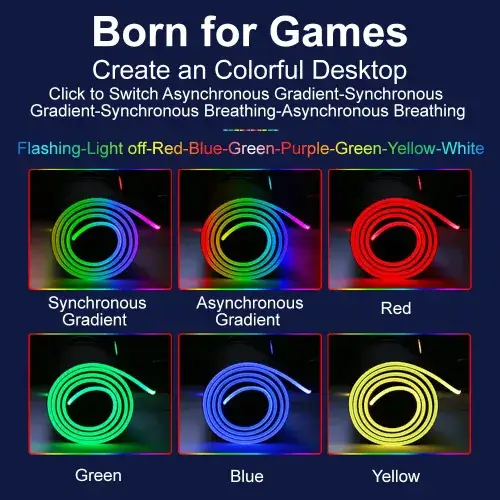 Born for Games
Create an Colorful Desktop
Click to Switch Asynchronous Gradient-Synchronous
Gradient-Synchronous Breathing-Asynchronous Breathing
Flashing-Light off-Red-Blue-Green-Purple-Green-Yellow-White
Synchronous
Gradient
Asynchronous
Gradient
Red
Green
Blue
Yellow